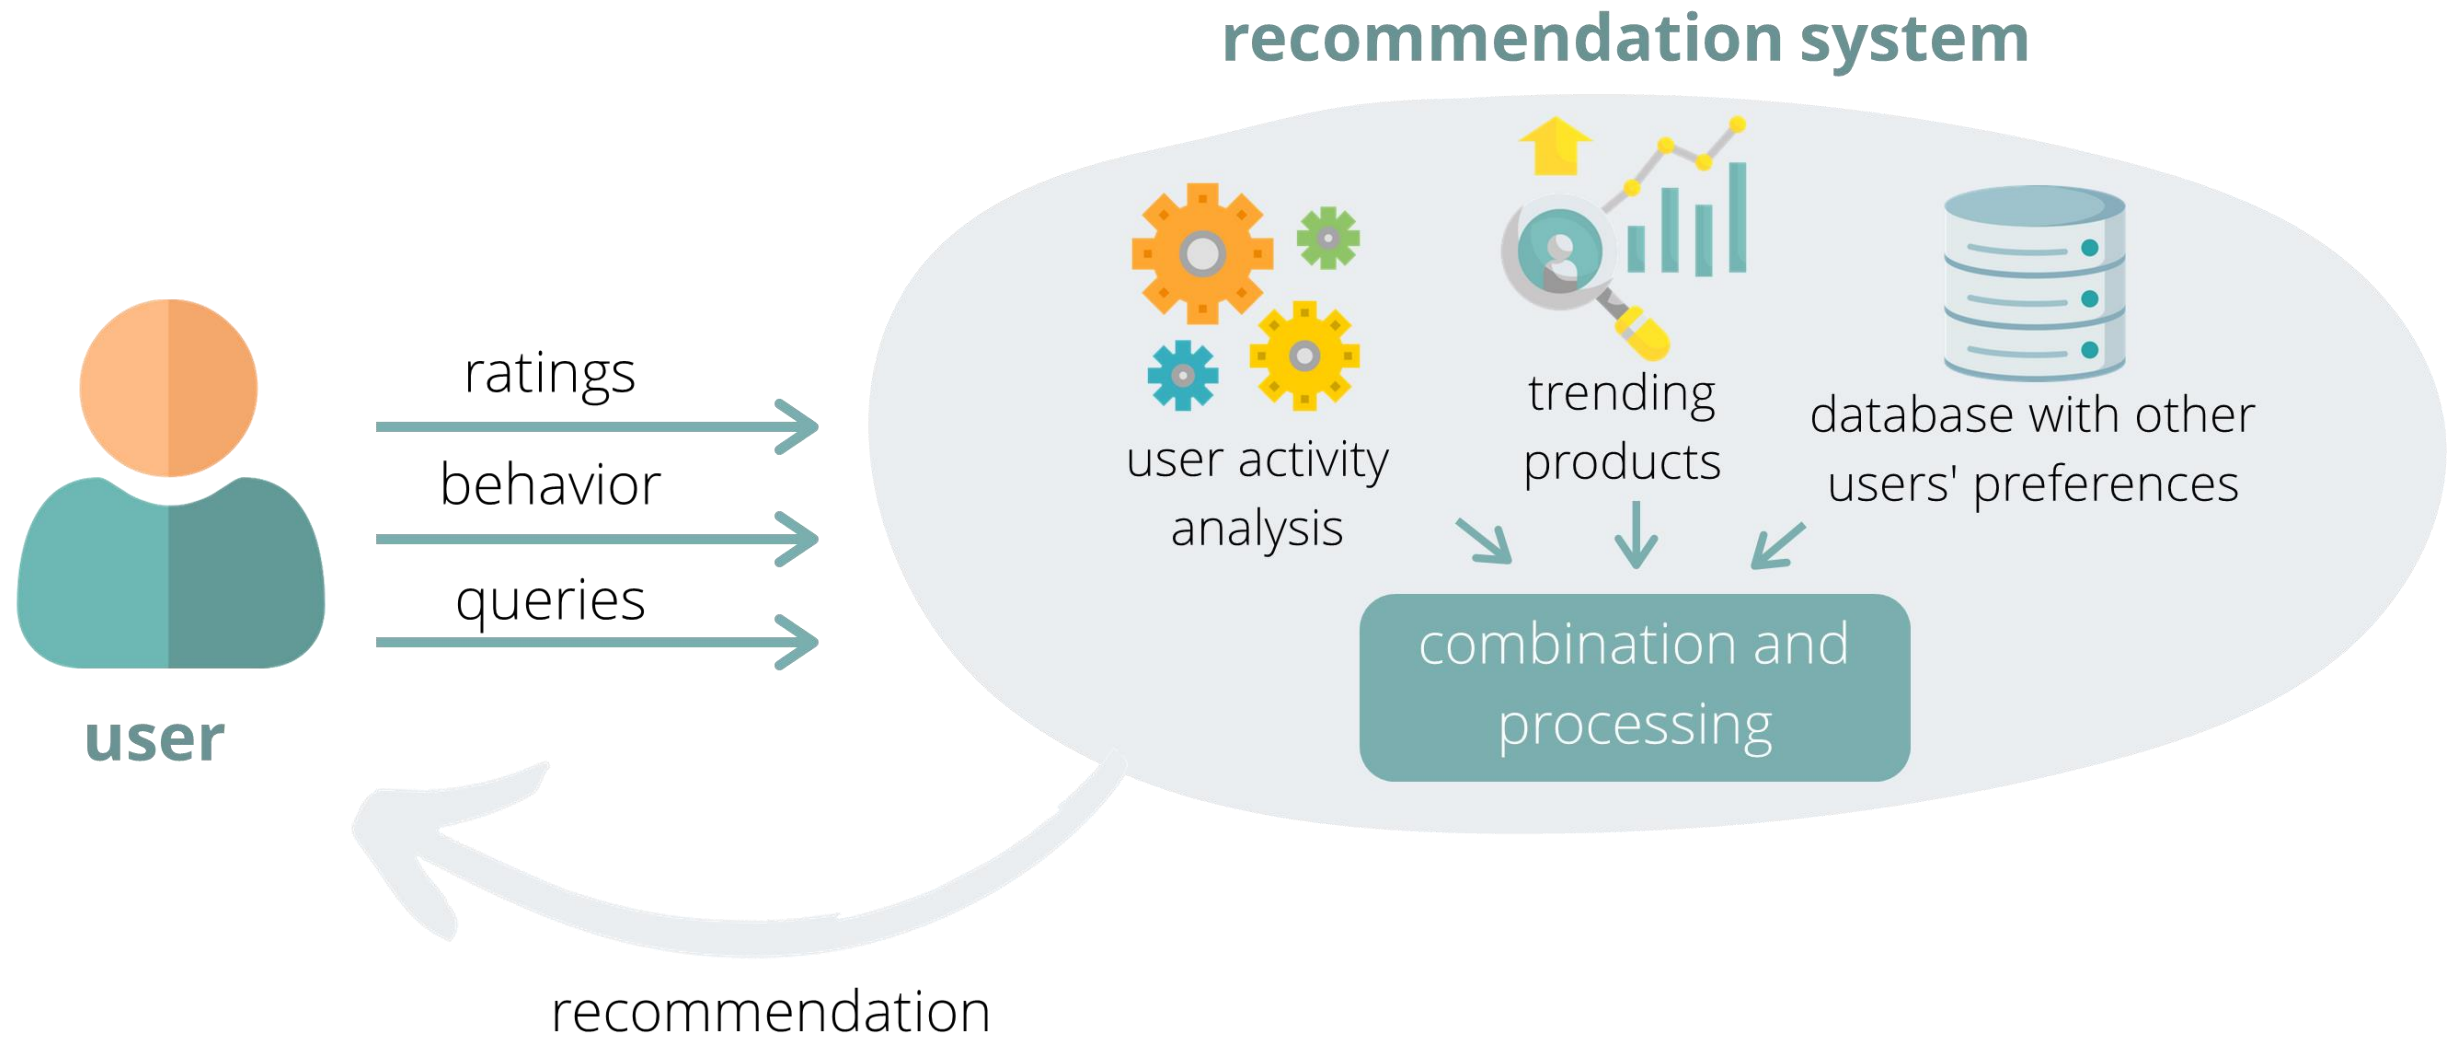 recommendation system
ratings
behavior
queries
user
user activity
analysis
trending
products
database with other
users' preferences
combination and
processing
recommendation